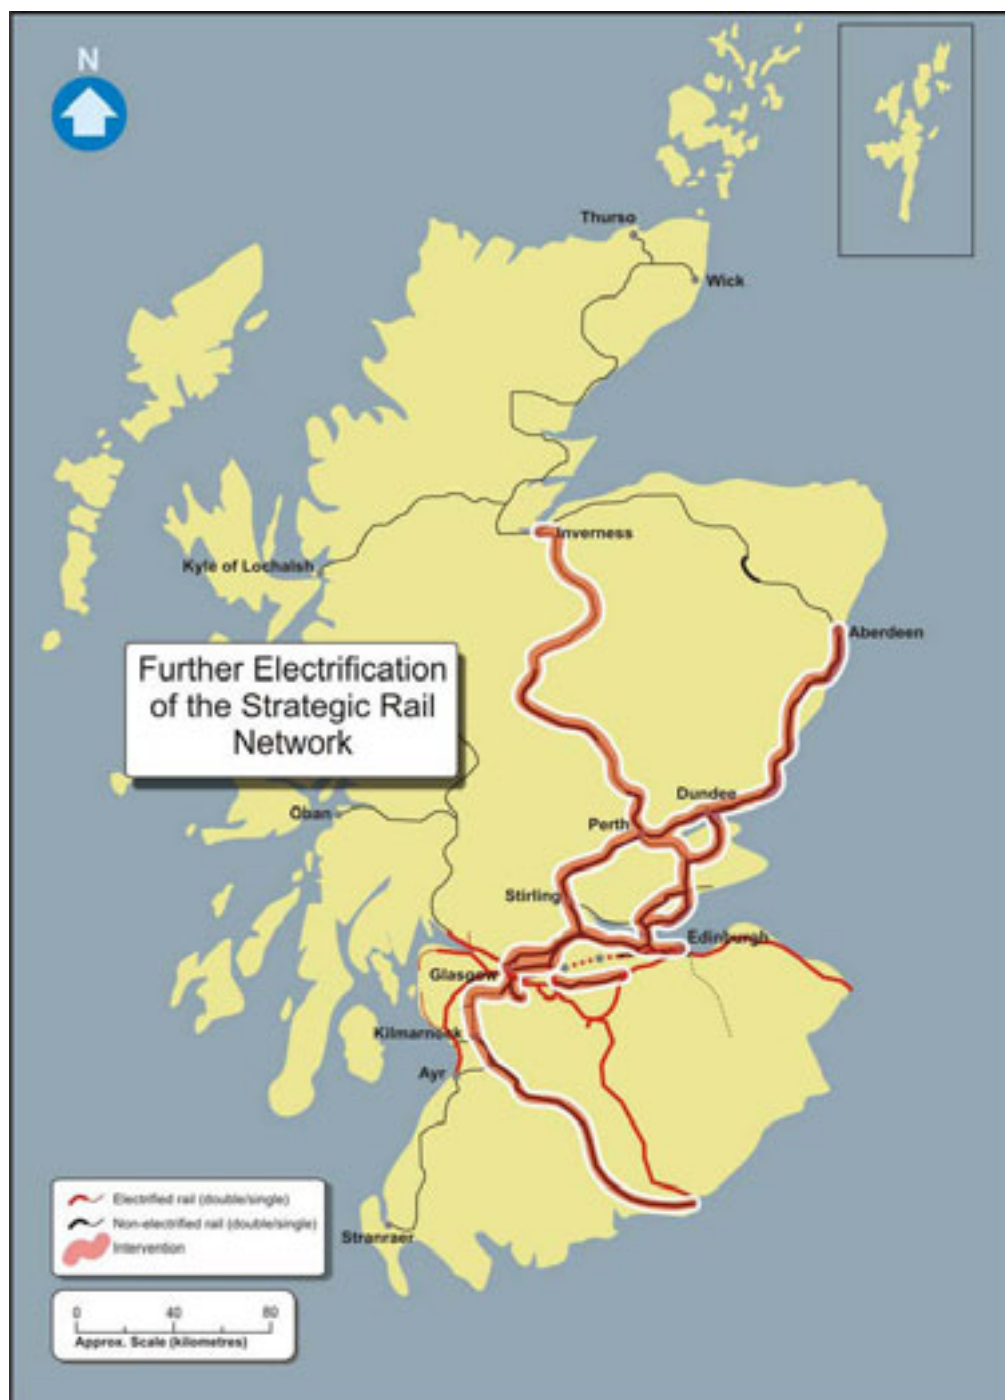 N
Thurso
Wick
Inverness
Kyle of Lochalsh
Aberdeen
Further Electrification
of the Strategic Rail
Network
Dundee
Oban
Perth
Stirling
Edinburgh
Glasgow
Kilmarnock
Ayr
Stranraer
Electrified rail (double/single)
Non-electrified rail (double/single)
Intervention
0 40 80
Approx. Scale (kilometres)